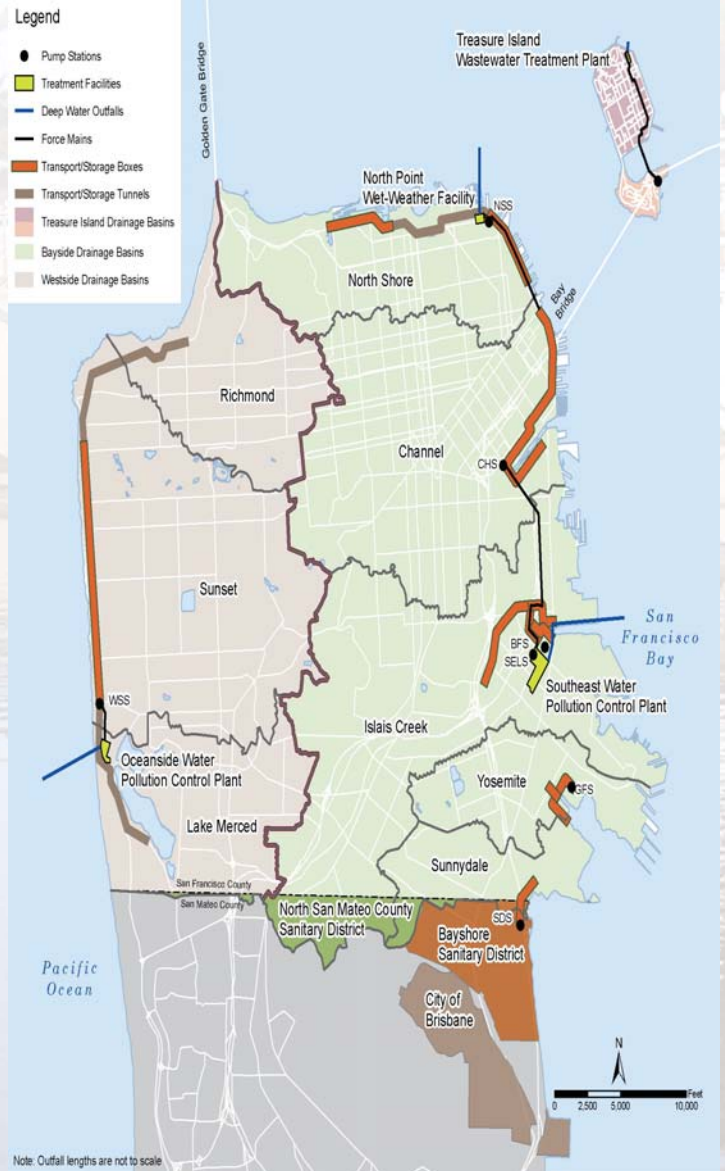 Legend
Pump Stations
Treatment Facilities
Deep Water Outfalls
Force Mains
Transport/Storage Boxes
Transport/Storage Tunnels
Treasure Island Drainage Basins
Bayside Drainage Basins
Westside Drainage Basins
Golden Gate Bridge
Treasure Island
Wastewater Treatment Plant
North Point
Wet-Weather Facility
NSS
North Shore
Bay
Bridge
Richmond
Channel
CHS
Sunset
San
Francisco
Bay
BFS
SELS
Southeast Water
Pollution Control Plant
WSS
Islais Creek
Oceanside Water
Pollution Control Plant
Yosemite
GFS
Lake Merced
Sunnydale
San Francisco County
San Mateo County
North San Mateo County
Sanitary District
SDS
Bayshore
Sanitary District
Pacific
Ocean
City of
Brisbane
N
0 2,500 5,000 10,000 Feet
Note: Outfall lengths are not to scale